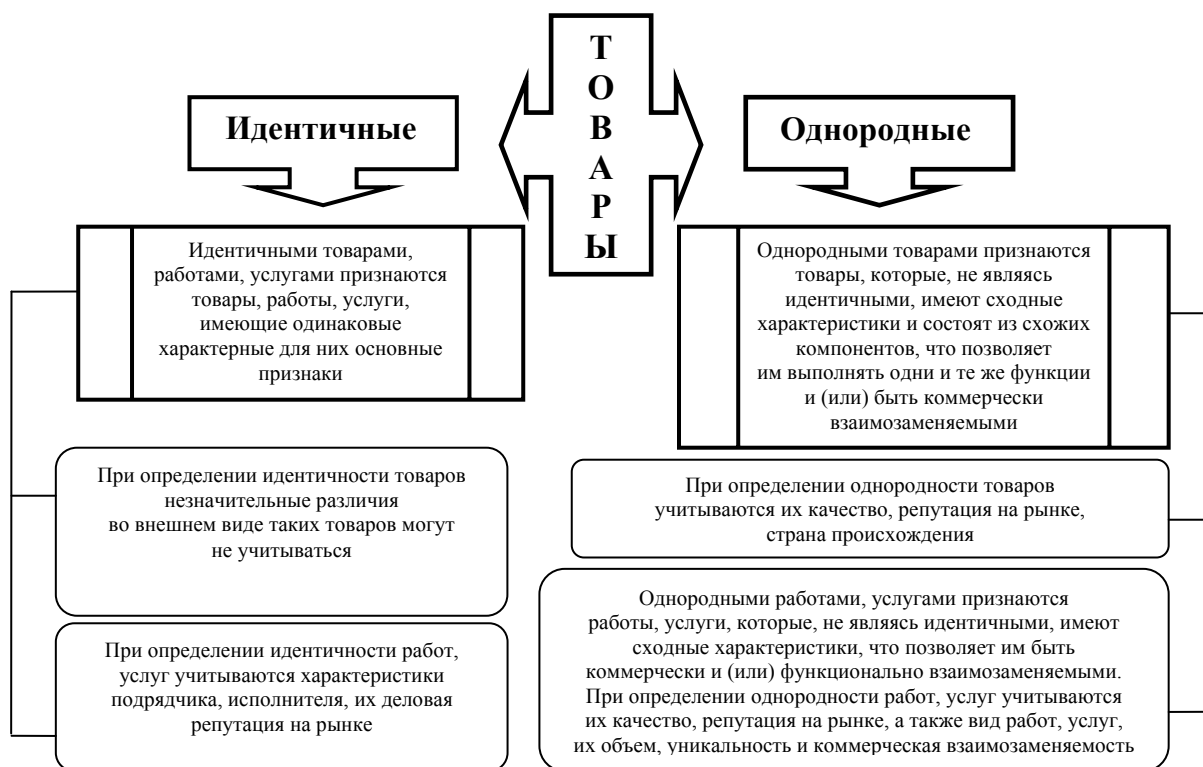 ТОВАРЫ
Идентичные
Идентичными товарами,
работами, услугами признаются
товары, работы, услуги,
имеющие одинаковые
характерные для них основные
признаки
При определении идентичности товаров
незначительные различия
во внешнем виде таких товаров могут
не учитываться
При определении идентичности работ,
услуг учитываются характеристики
подрядчика, исполнителя, их деловая
репутация на рынке
Однородные
Однородными товарами признаются
товары, которые, не являясь
идентичными, имеют сходные
характеристики и состоят из схожих
компонентов, что позволяет
им выполнять одни и те же функции
и (или) быть коммерчески
взаимозаменяемыми
При определении однородности товаров
учитываются их качество, репутация на рынке,
страна происхождения
Однородными работами, услугами признаются
работы, услуги, которые, не являясь идентичными, имеют
сходные характеристики, что позволяет им быть
коммерчески и (или) функционально взаимозаменяемыми.
При определении однородности работ, услуг учитываются
их качество, репутация на рынке, а также вид работ, услуг,
их объем, уникальность и коммерческая взаимозаменяемость